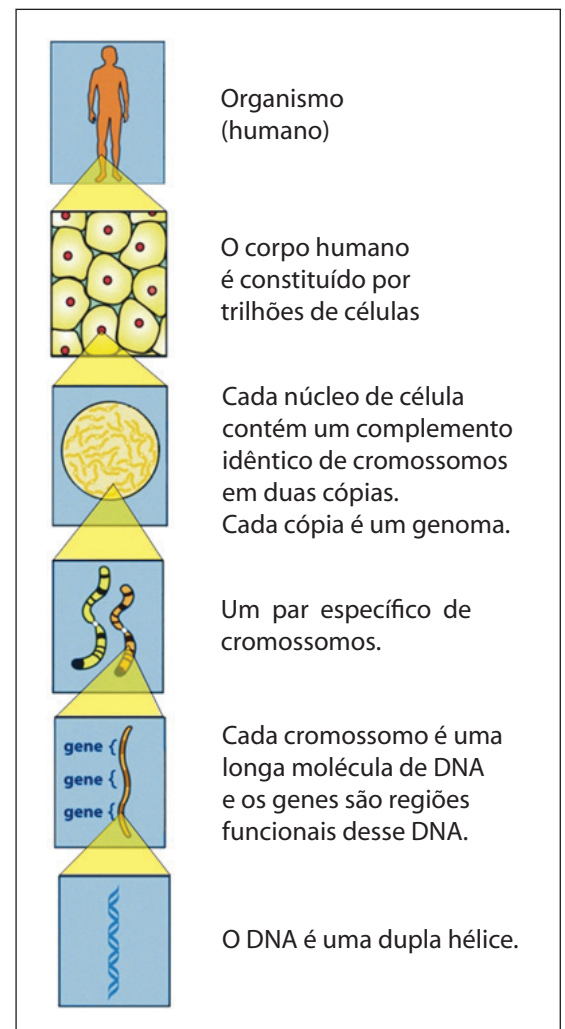 Organismo
(humano)
O corpo humano
é constituído por
trilhões de células
Cada núcleo de célula
contém um complemento
idêntico de cromossomos
em duas cópias.
Cada cópia é um genoma.
Um par específico de
cromossomos.
gene {
gene {
gene {
Cada cromossomo é uma
longa molécula de DNA
e os genes são regiões
funcionais desse DNA.
O DNA é uma dupla hélice.